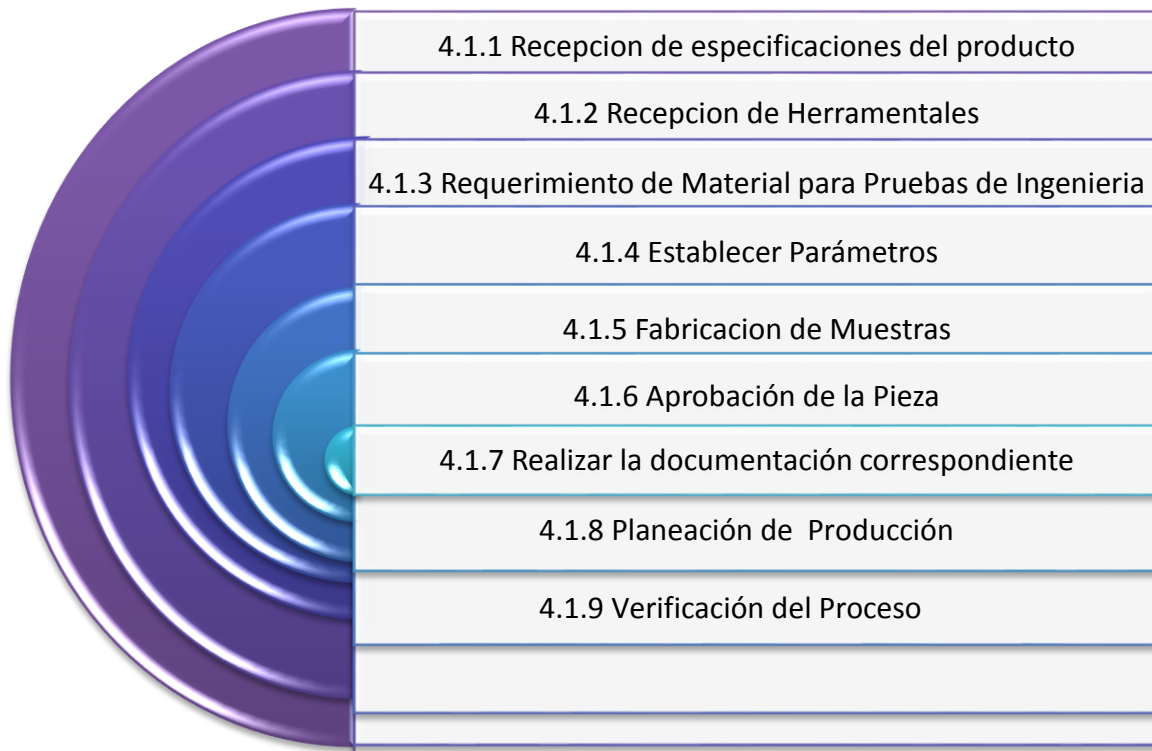 4.1.1 Recepcion de especificaciones del producto
4.1.2 Recepcion de Herramentales
4.1.3 Requerimiento de Material para Pruebas de Ingenieria
4.1.4 Establecer Parámetros
4.1.5 Fabricacion de Muestras
4.1.6 Aprobación de la Pieza
4.1.7 Realizar la documentación correspondiente
4.1.8 Planeación de  Producción
4.1.9 Verificación del Proceso